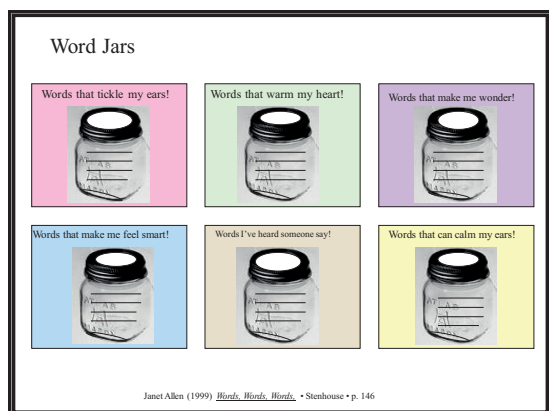 Word Jars
Words that tickle my ears!
Words that warm my heart!
Words that make me wonder!
Words that make me feel smart!
Words I've heard someone say!
Words that can calm my ears!
Janet Allen (1999) Words, Words, Words, • Stenhouse • p. 146